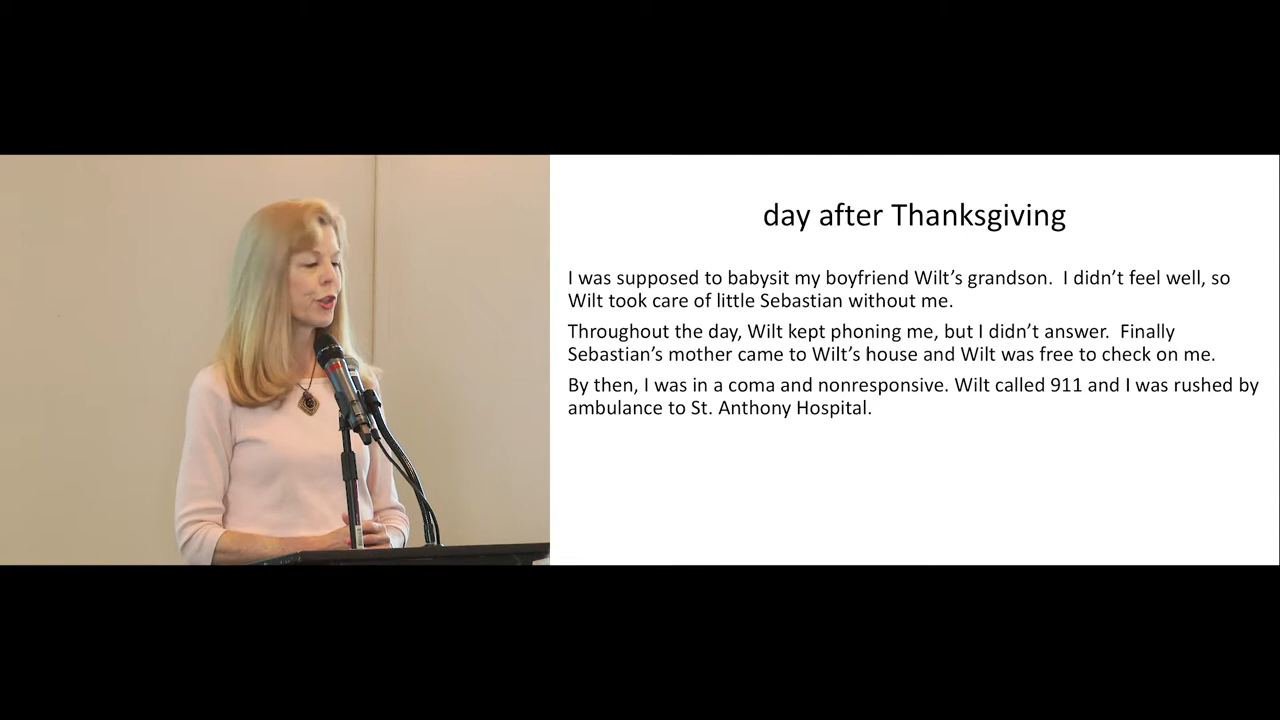 day after Thanksgiving
I was supposed to babysit my boyfriend Wilt’s grandson.  I didn’t feel well, so
Wilt took care of little Sebastian without me.
Throughout the day, Wilt kept phoning me, but I didn’t answer.  Finally
Sebastian’s mother came to Wilt’s house and Wilt was free to check on me.
By then, I was in a coma and nonresponsive. Wilt called 911 and I was rushed by
ambulance to St. Anthony Hospital.